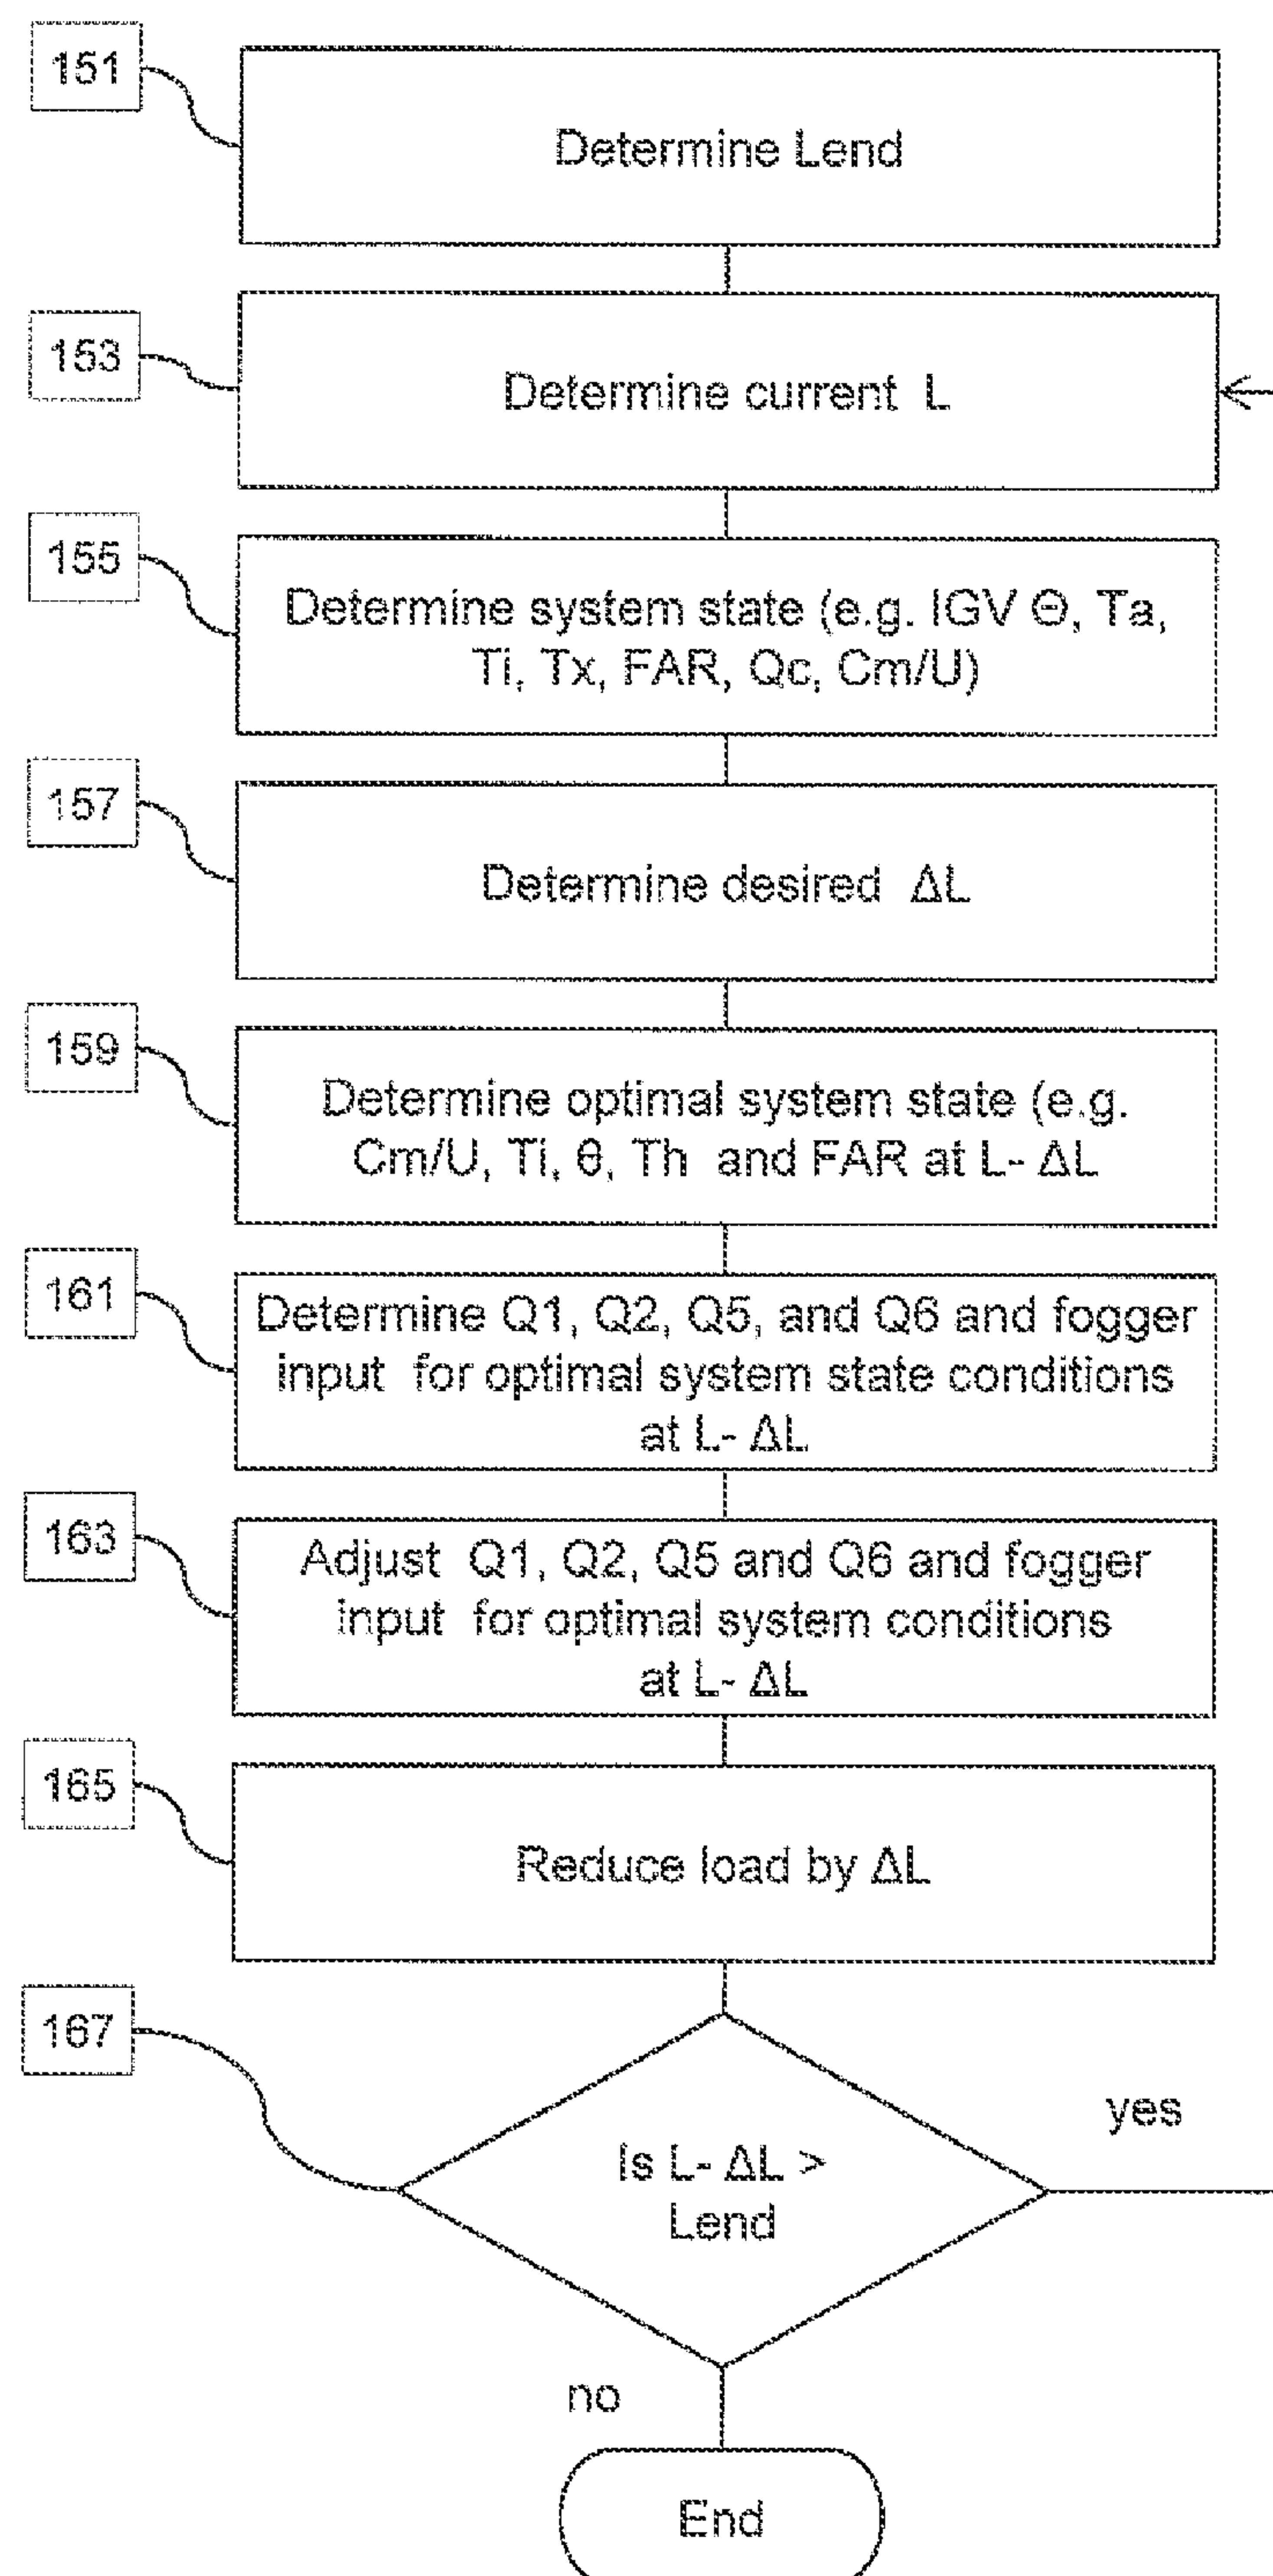 151
Determine Lend
153
Determine current L
155
Determine system state (e.g. IGV Θ, Ta,
Ti, Tx, FAR, Qc, Cm/U)
157
Determine desired ΔL
159
Determine optimal system state (e.g.
Cm/U, Ti, θ, Th and FAR at L- ΔL
161
Determine Q1, Q2, Q5, and Q6 and fogger
input for optimal system state conditions
at L- ΔL
163
Adjust Q1, Q2, Q5 and Q6 and fogger
input for optimal system conditions
at L- ΔL
165
Reduce load by ΔL
167
yes
Is L- ΔL >
Lend
no
End